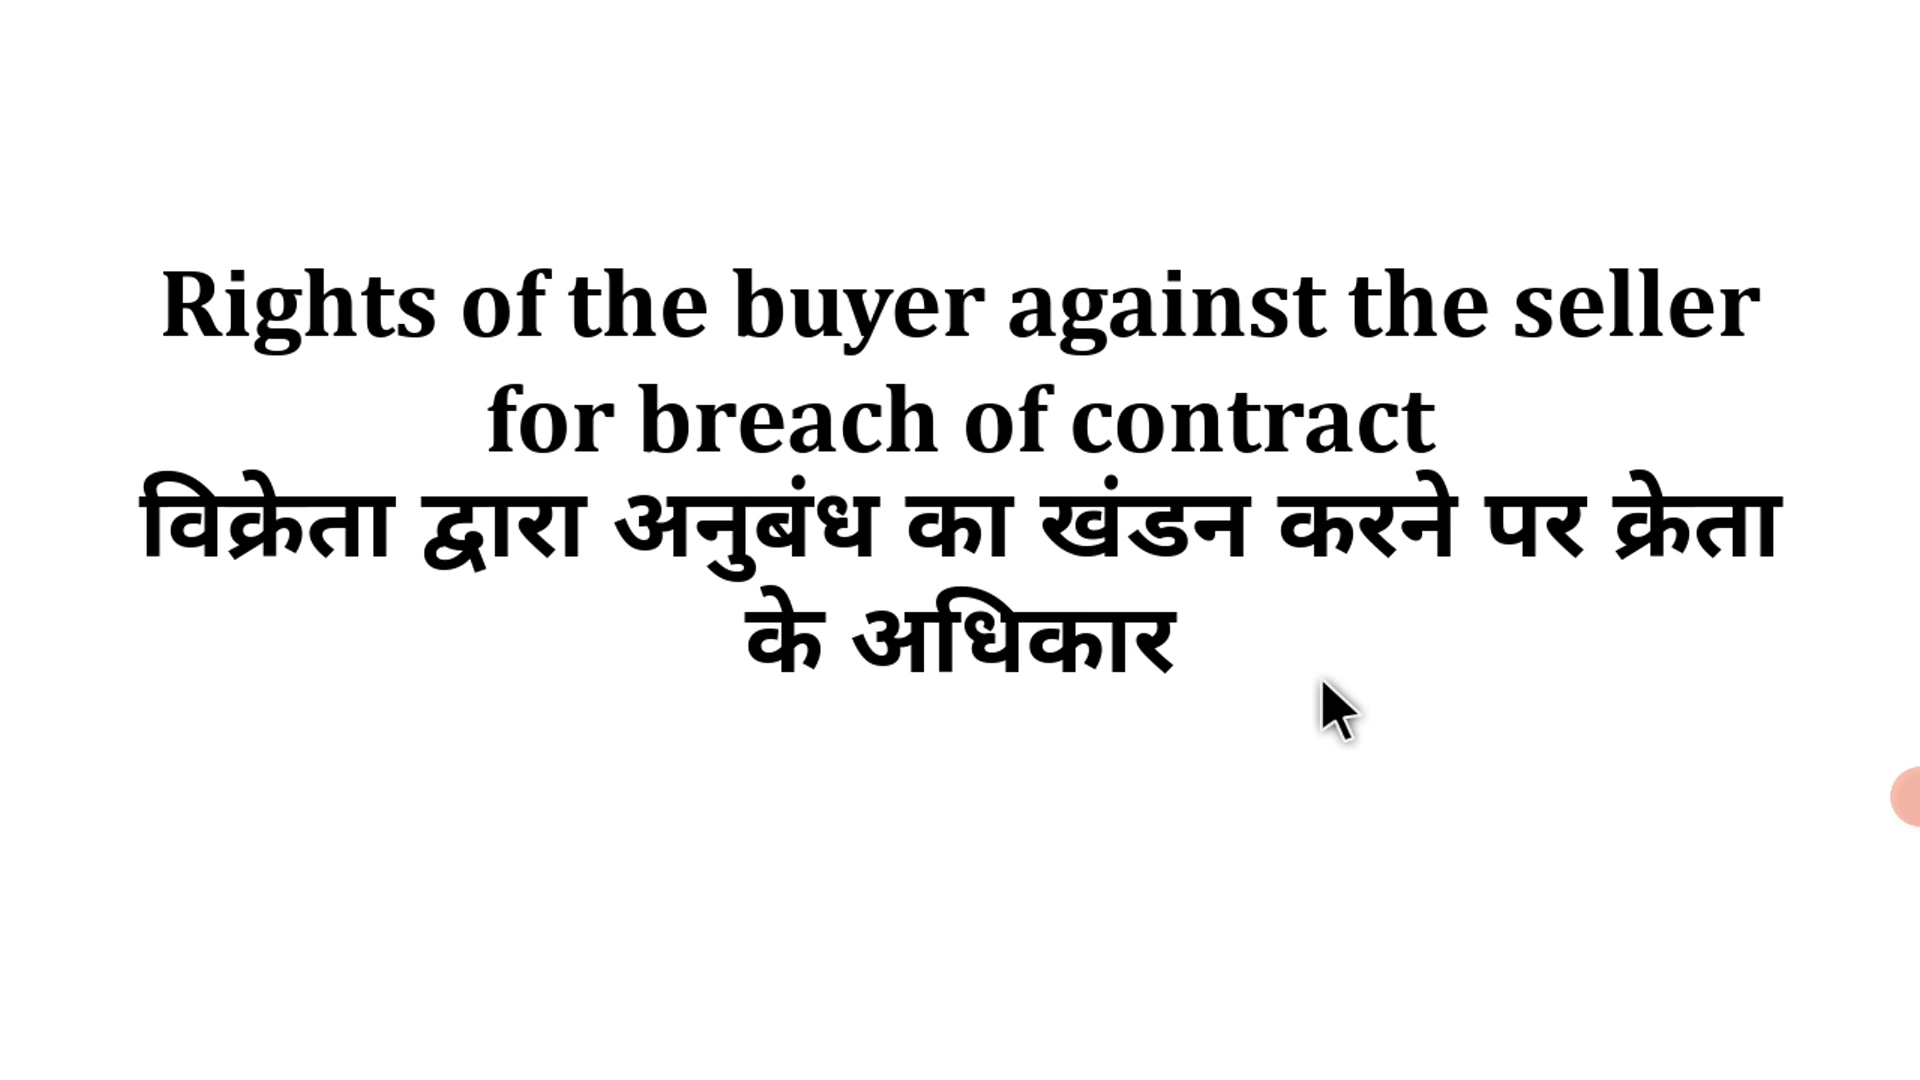 Rights of the buyer against the seller
for breach of contract
विक्रेता द्वारा अनुबंध का खंडन करने पर क्रेता
के अधिकार